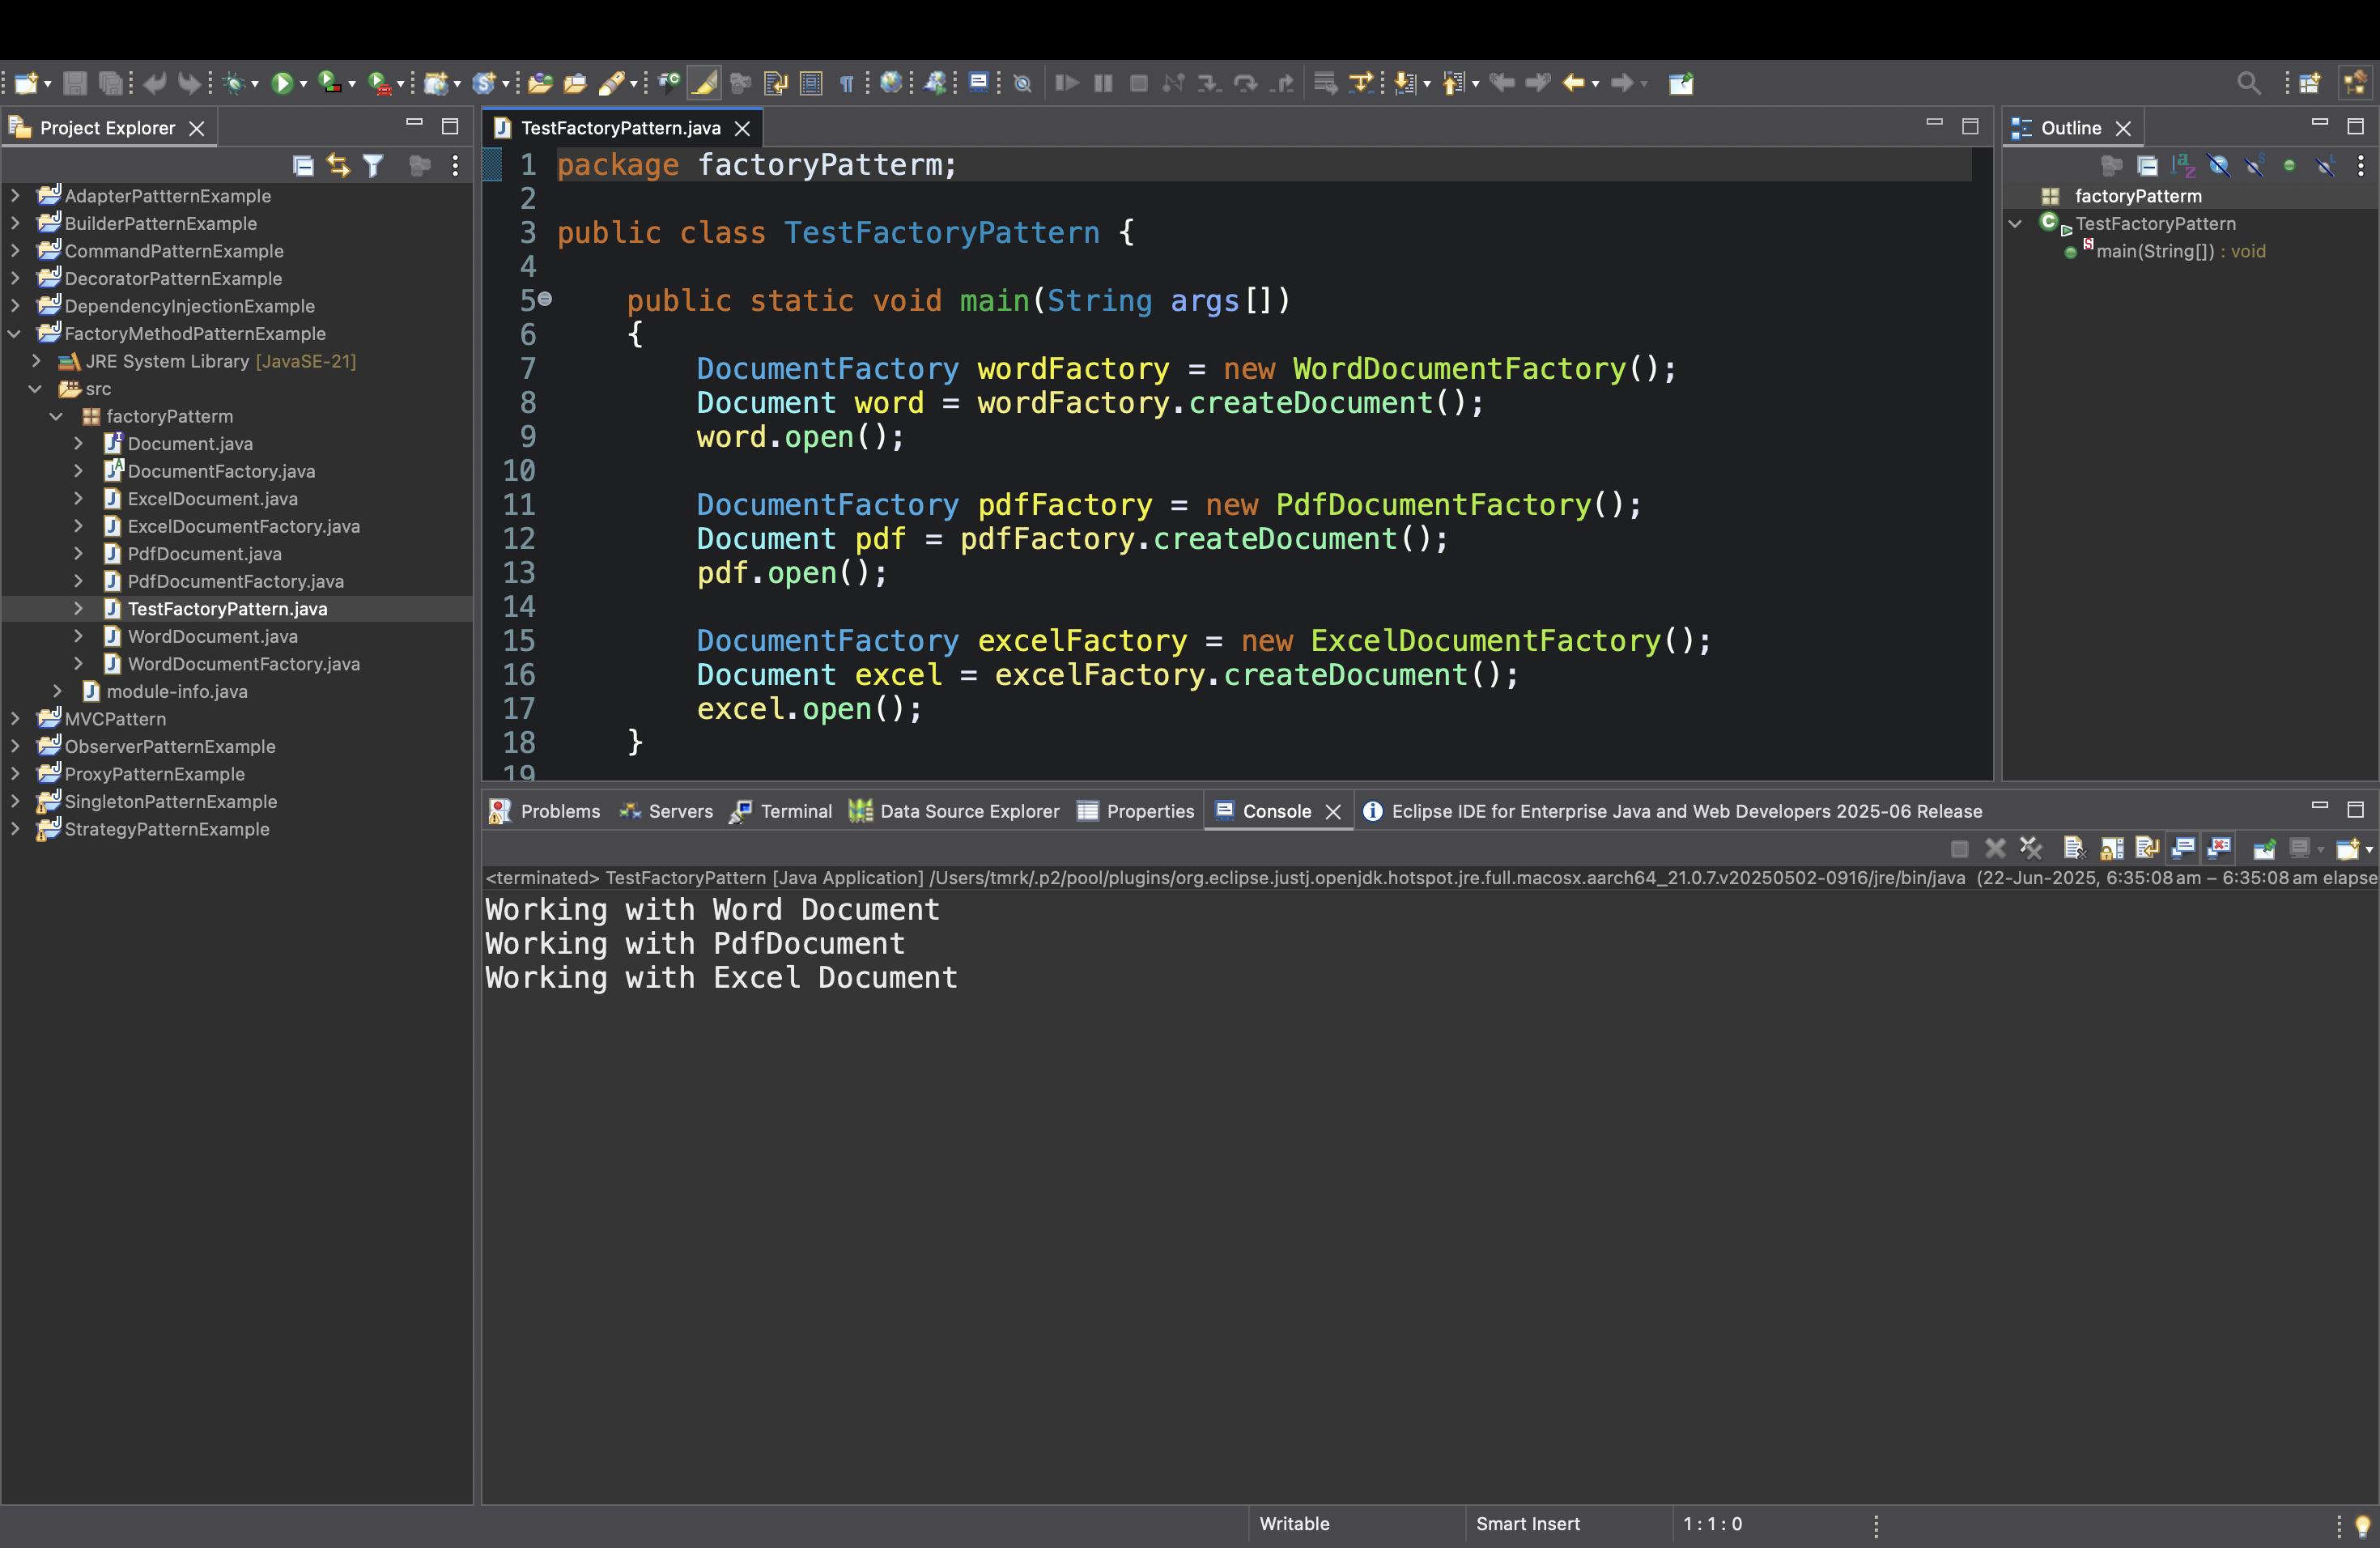 Project Explorer
AdapterPattternExample
BuilderPatternExample
CommandPatternExample
DecoratorPatternExample
DependencyInjectionExample
FactoryMethodPatternExample
JRE System Library [JavaSE-21]
src
factoryPatterm
Document.java
DocumentFactory.java
ExcelDocument.java
ExcelDocumentFactory.java
PdfDocument.java
PdfDocumentFactory.java
TestFactoryPattern.java
WordDocument.java
WordDocumentFactory.java
module-info.java
MVCPattern
ObserverPatternExample
ProxyPatternExample
SingletonPatternExample
StrategyPatternExample
TestFactoryPattern.java
1 package factoryPatterm;
2
3 public class TestFactoryPattern {
4
5 public static void main(String args[])
6 {
7 DocumentFactory wordFactory = new WordDocumentFactory();
8 Document word = wordFactory.createDocument();
9 word.open();
10
11 DocumentFactory pdfFactory = new PdfDocumentFactory();
12 Document pdf = pdfFactory.createDocument();
13 pdf.open();
14
15 DocumentFactory excelFactory = new ExcelDocumentFactory();
16 Document excel = excelFactory.createDocument();
17 excel.open();
18 }
19
Outline
factoryPatterm
TestFactoryPattern
main(String[]) : void
Problems Servers Terminal Data Source Explorer Properties Console Eclipse IDE for Enterprise Java and Web Developers 2025-06 Release
<terminated> TestFactoryPattern [Java Application] /Users/tmrk/.p2/pool/plugins/org.eclipse.justj.openjdk.hotspot.jre.full.macosx.aarch64_21.0.7.v20250502-0916/jre/bin/java (22-Jun-2025, 6:35:08 am – 6:35:08 am elapse
Working with Word Document
Working with PdfDocument
Working with Excel Document
Writable Smart Insert 1 : 1 : 0